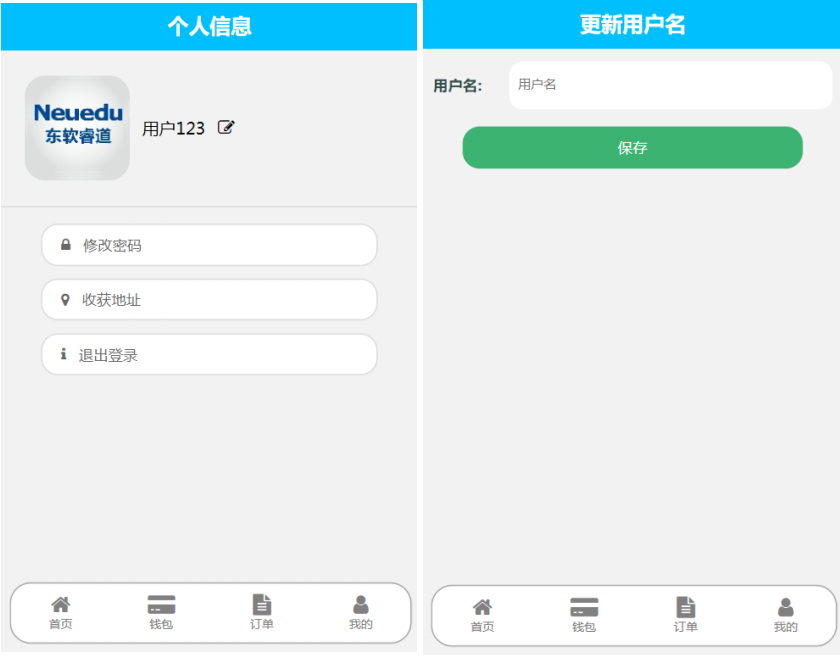 个人信息
Neuedu
东软睿道
用户123
修改密码
收获地址
退出登录
首页 钱包 订单 我的
更新用户名
用户名: 用户名
保存
首页 钱包 订单 我的